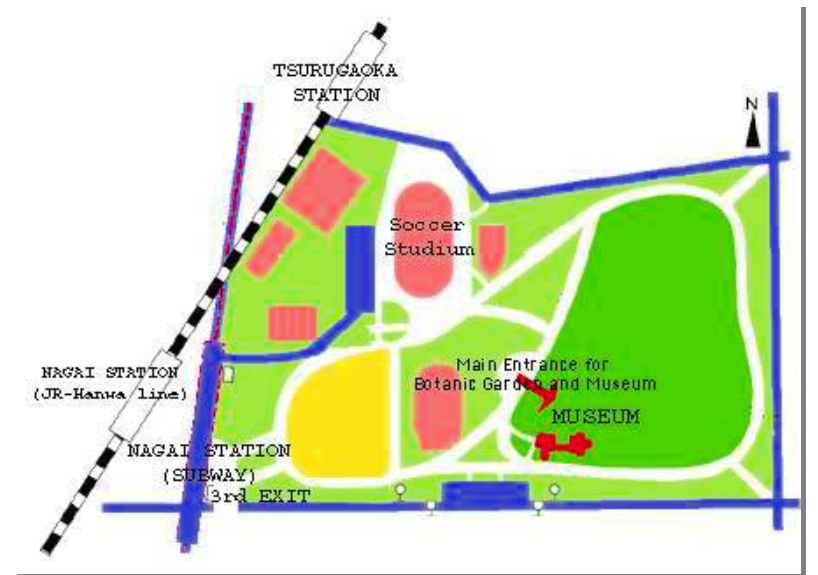 TSURUGAOKA
STATION
N
Soccer
Studium
NAGAI STATION
(JR-Hanwa line)
Main Entrance for
Botanic Garden and Museum
MUSEUM
NAGAI STATION
(SUBWAY)
3rd EXIT